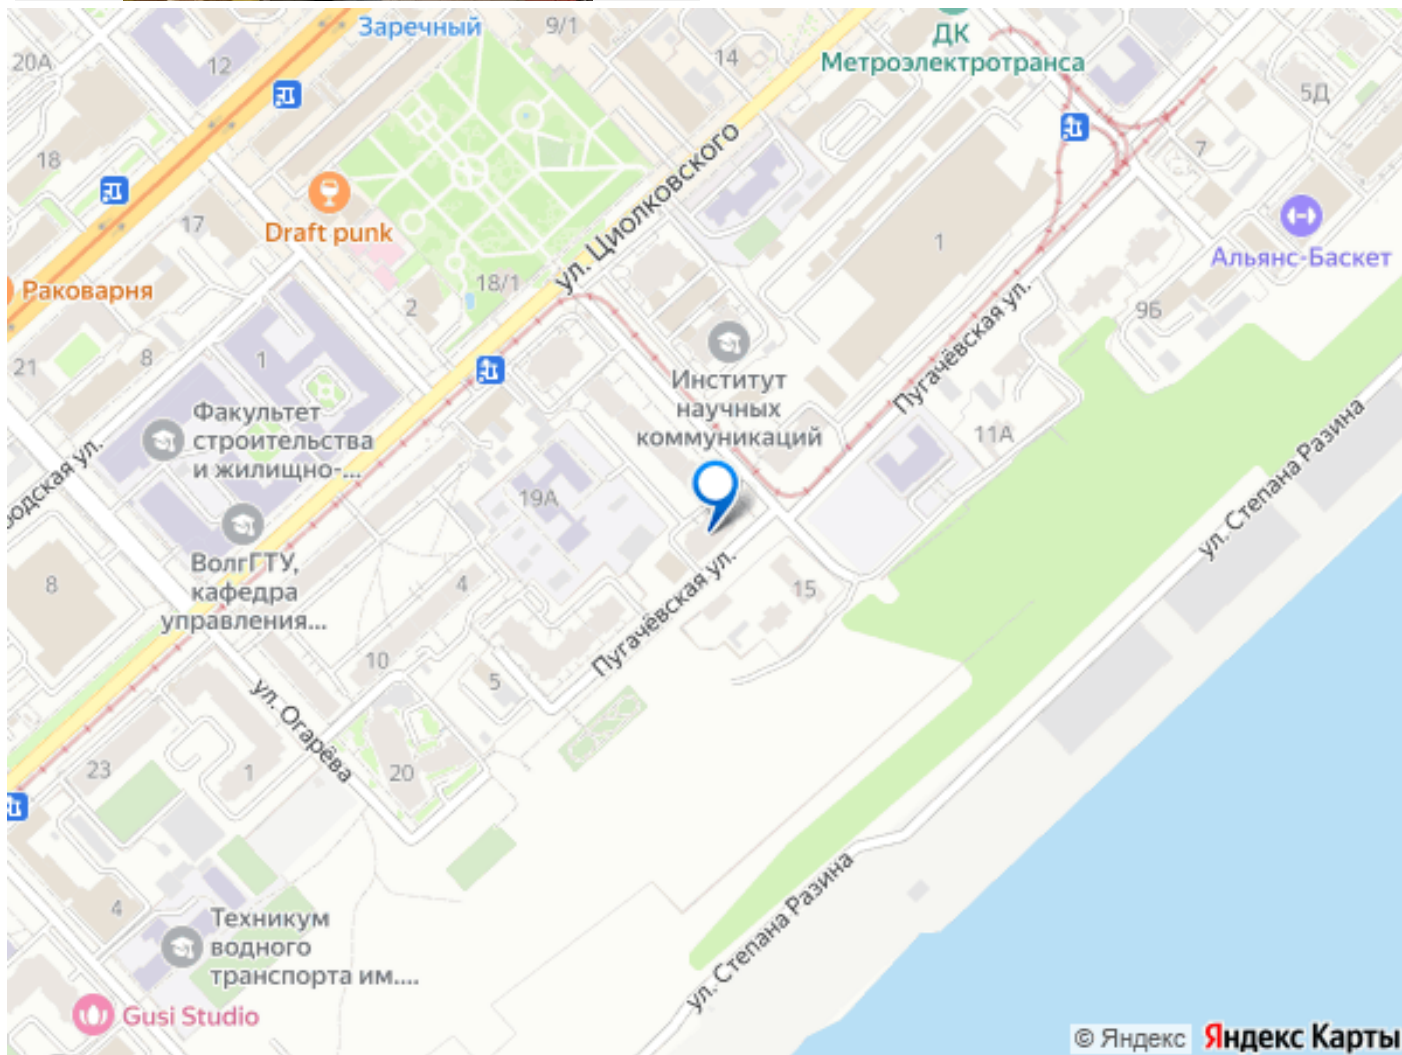 Заречный
9/1
ДК
Метроэлектротранса
20А
12
14
5Д
18
7
17
Draft punk
ул. Циолковского
1
Альянс-Баскет
Раковарня
18/1
2
9Б
21
8
1
Институт
научных
коммуникаций
Пугачёвская ул.
Факультет
строительства
и жилищно-...
11А
ул. Степана Разина
одская ул.
19А
ВолгГТУ,
кафедра
управления...
8
4
15
Пугачёвская ул.
10
5
ул. Огарёва
23
1
20
4
Техникум
водного
транспорта им....
ул. Степана Разина
Gusi Studio
© Яндекс Яндекс Карты